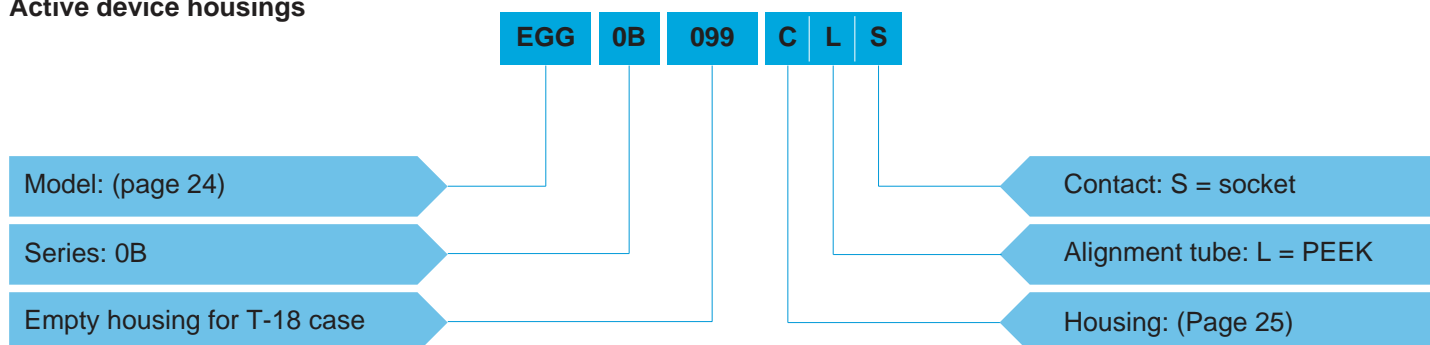 Active device housings
EGG 0B 099 C L S
Model: (page 24)
Series: 0B
Empty housing for T-18 case
Contact: S = socket
Alignment tube: L = PEEK
Housing: (Page 25)